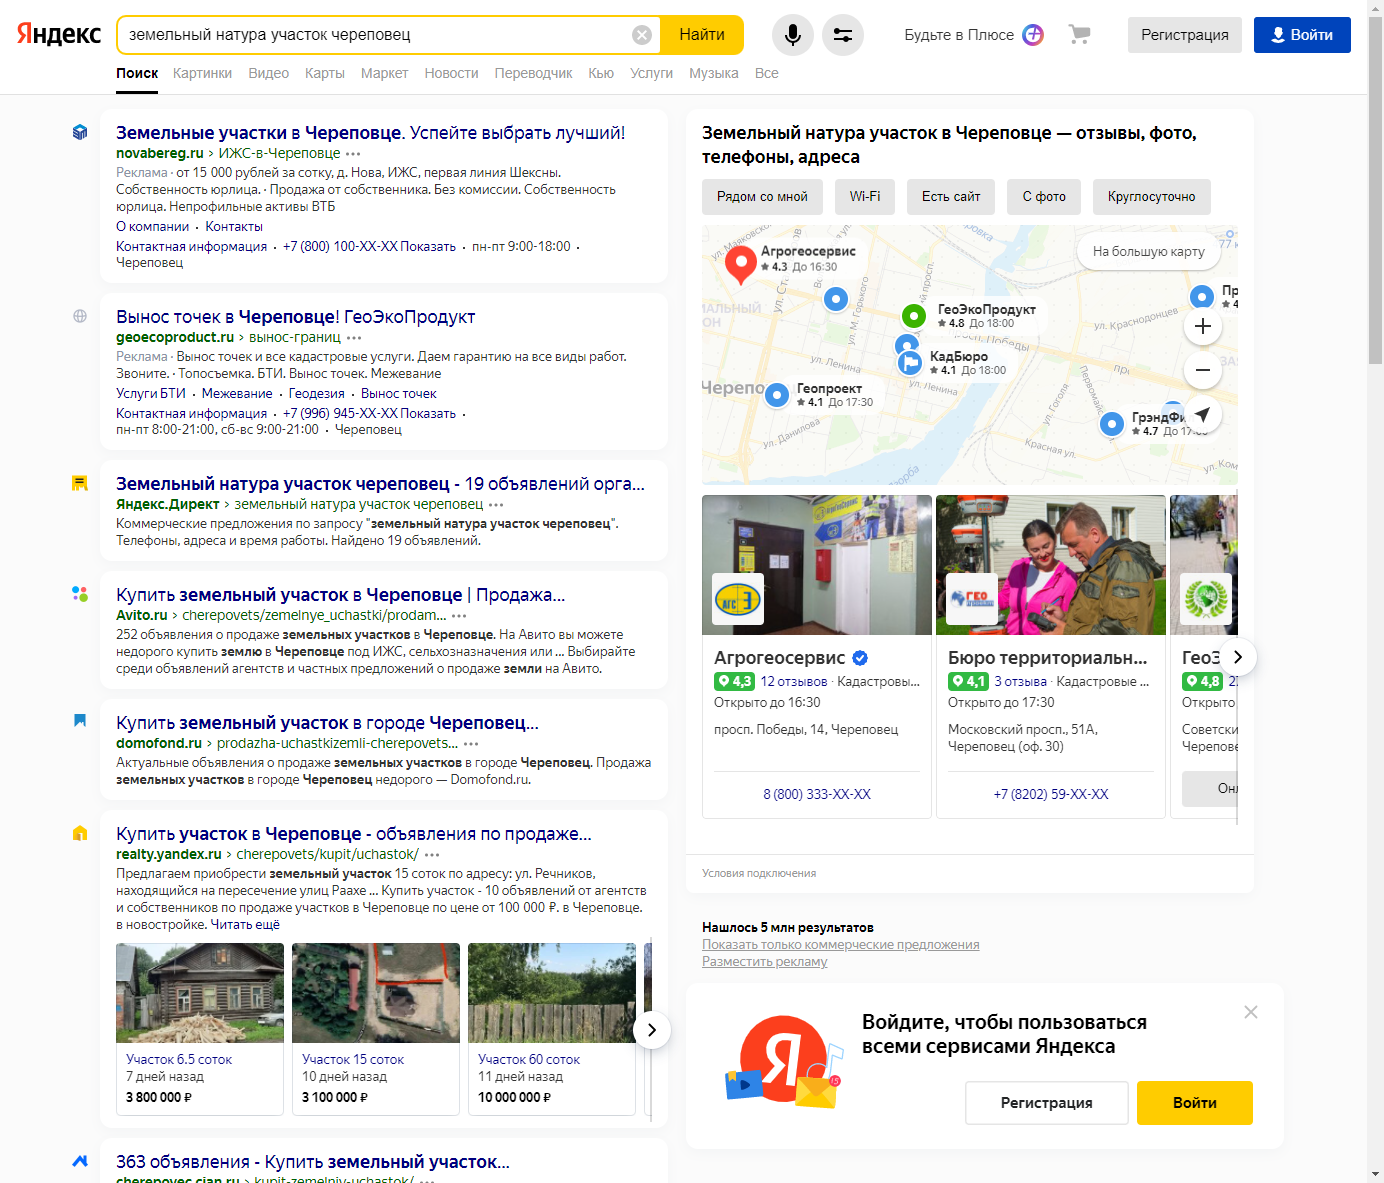 Яндекс
земельный натура участок череповец
Найти
Будьте в Плюсе
Регистрация
Войти
Поиск Картинки Видео Карты Маркет Новости Переводчик Кью Услуги Музыка Все
Земельные участки в Череповце. Успейте выбрать лучший!
novabereg.ru › ИЖС-в-Череповце
Реклама · от 15 000 рублей за сотку, д. Нова, ИЖС, первая линия Шексны.
Собственность юрлица. · Продажа от собственника. Без комиссии. Собственность
юрлица. Непрофильные активы ВТБ
О компании · Контакты
Контактная информация · +7 (800) 100-XX-XX Показать · пн-пт 9:00-18:00 ·
Череповец
Вынос точек в Череповце! ГеоЭкоПродукт
geoecoproduct.ru › вынос-границ
Реклама · Вынос точек и все кадастровые услуги. Даем гарантию на все виды работ.
Звоните. · Топосъемка. БТИ. Вынос точек. Межевание
Услуги БТИ · Межевание · Геодезия · Вынос точек
Контактная информация · +7 (996) 945-XX-XX Показать ·
пн-пт 8:00-21:00, сб-вс 9:00-21:00 · Череповец
Земельный натура участок череповец - 19 объявлений орга...
Яндекс.Директ › земельный натура участок череповец
Коммерческие предложения по запросу "земельный натура участок череповец".
Телефоны, адреса и время работы. Найдено 19 объявлений.
Купить земельный участок в Череповце | Продажа...
Avito.ru › cherepovets/zemelnye_uchastki/prodam...
252 объявления о продаже земельных участков в Череповце. На Авито вы можете
недорого купить землю в Череповце под ИЖС, сельхозназначения или ... Выбирайте
среди объявлений агентств и частных предложений о продаже земли на Авито.
Купить земельный участок в городе Череповец...
domofond.ru › prodazha-uchastkizemli-cherepovets...
Актуальные объявления о продаже земельных участков в городе Череповец. Продажа
земельных участков в городе Череповец недорого — Domofond.ru.
Купить участок в Череповце - объявления по продаже...
realty.yandex.ru › cherepovets/kupit/uchastok/
Предлагаем приобрести земельный участок 15 соток по адресу: ул. Речников,
находящийся на пересечение улиц Раахе ... Купить участок - 10 объявлений от агентств
и собственников по продаже участков в Череповце по цене от 100 000 ₽. в Череповце.
в новостройке. Читать ещё
Участок 6.5 соток
7 дней назад
3 800 000 ₽
Участок 15 соток
10 дней назад
3 100 000 ₽
Участок 60 соток
11 дней назад
10 000 000 ₽
363 объявления - Купить земельный участок...
cherepovec.cian.ru › kupit-zemelniy-uchastok/
Земельный натура участок в Череповце — отзывы, фото,
телефоны, адреса
Рядом со мной
Wi-Fi
Есть сайт
С фото
Круглосуточно
На большую карту
Агрогеосервис
4.3 До 16:30
ГеоЭкоПродукт
4.8 До 18:00
КадБюро
4.1 До 18:00
Геопроект
4.1 До 17:30
4.7
ул. М. Горького
ул. Краснодонцев
ул. Ленина
ул. Ленина
ул. Данилова
ул. Гоголя
Красная ул.
Агрогеосервис
4,3 12 отзывов · Кадастровы...
Открыто до 16:30
просп. Победы, 14, Череповец
8 (800) 333-XX-XX
Бюро территориальн...
4,1 3 отзыва · Кадастровые ...
Открыто до 17:30
Московский просп., 51А,
Череповец (оф. 30)
+7 (8202) 59-XX-XX
4,8
Открыто
Условия подключения
Нашлось 5 млн результатов
Показать только коммерческие предложения
Разместить рекламу
Войдите, чтобы пользоваться
всеми сервисами Яндекса
Регистрация
Войти